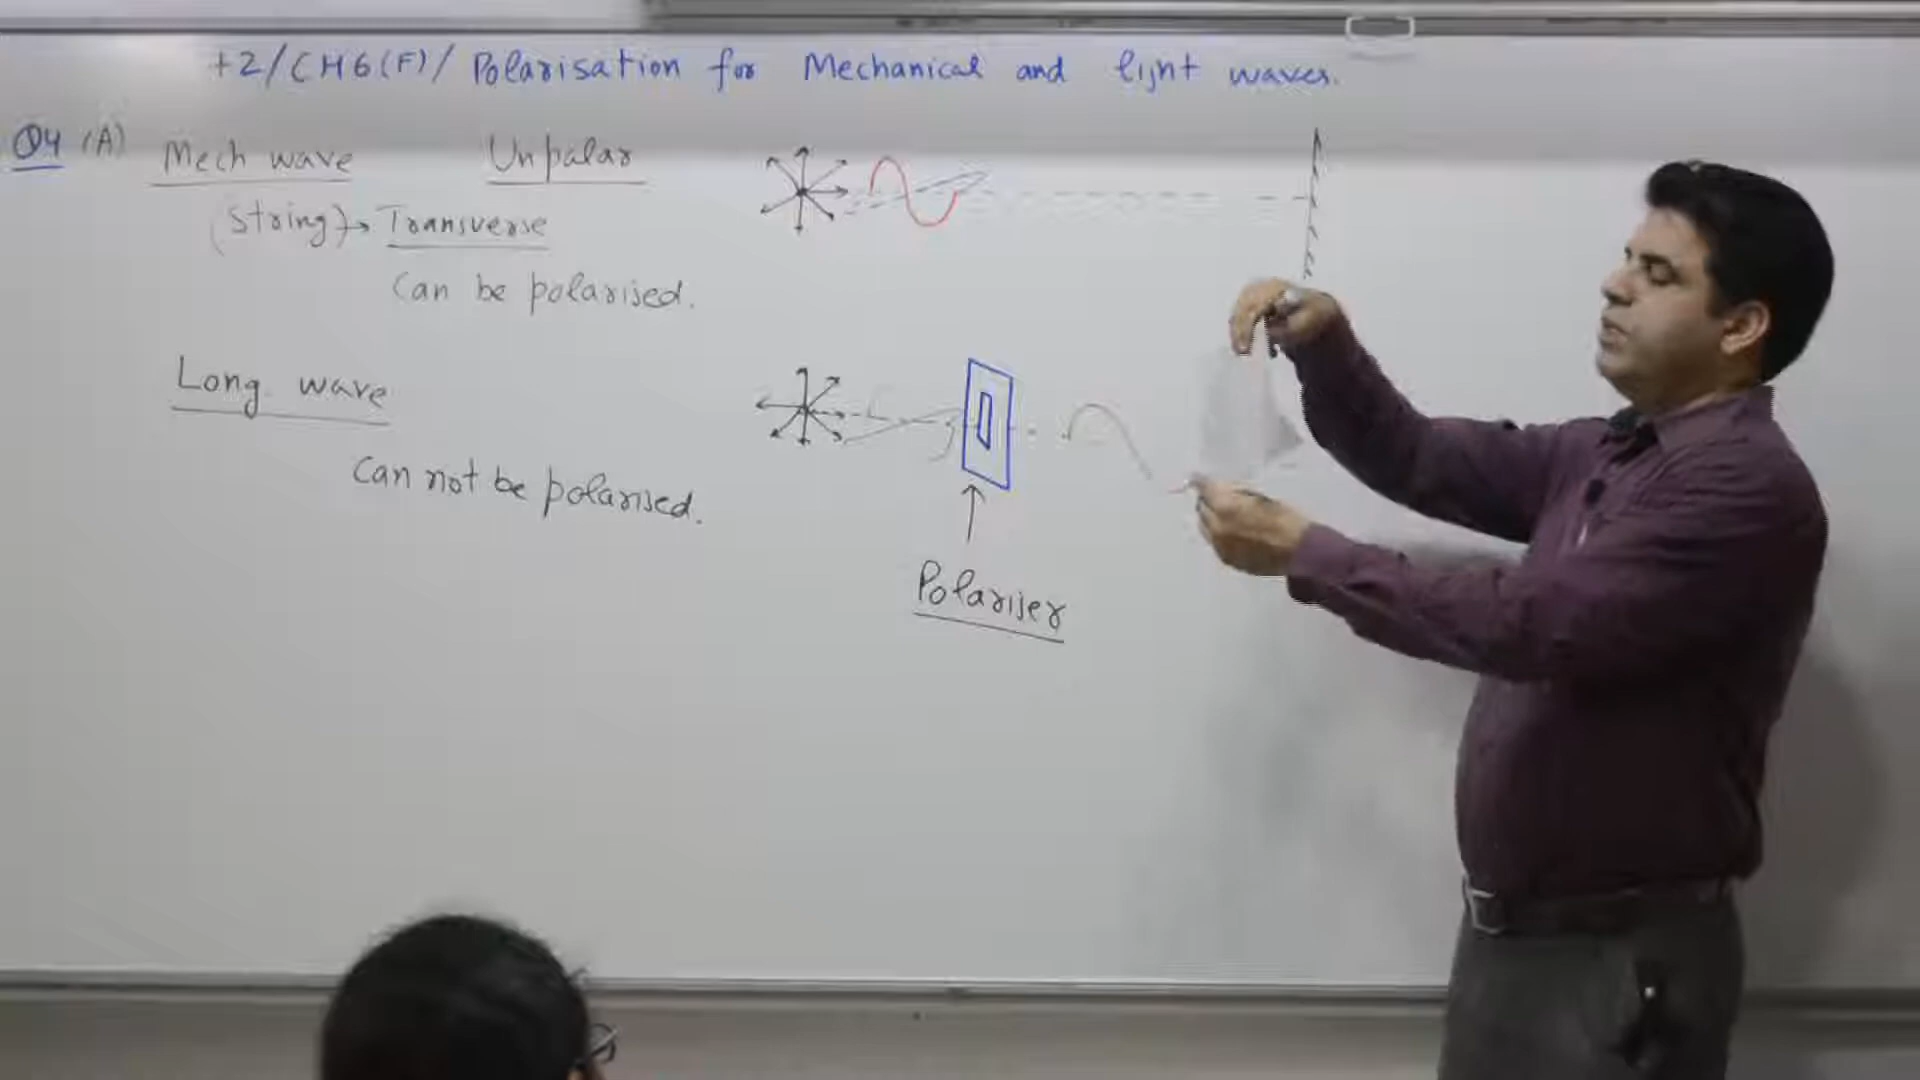 +2/CH6(F)/ Polarisation for Mechanical and light waves.
Q4 (A) Mech wave Unpolar
(string) → Transverse
Can be polarised.
Long. wave
Can not be polarised.
Polariser